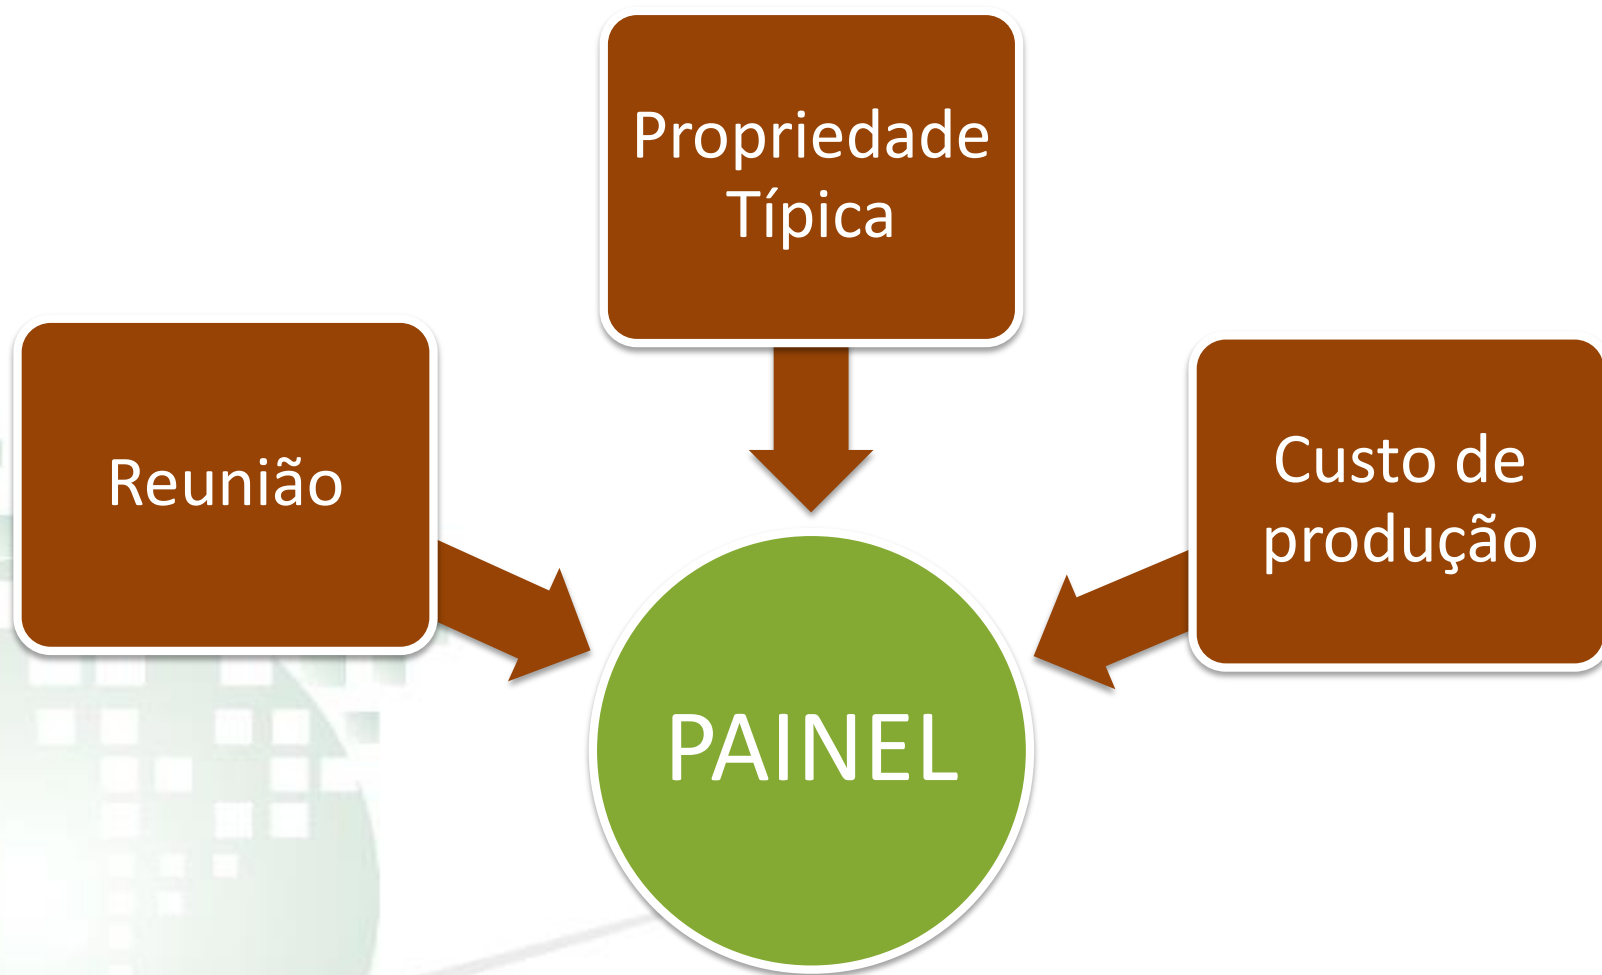 Propriedade
Típica
Reunião
Custo de
produção
PAINEL